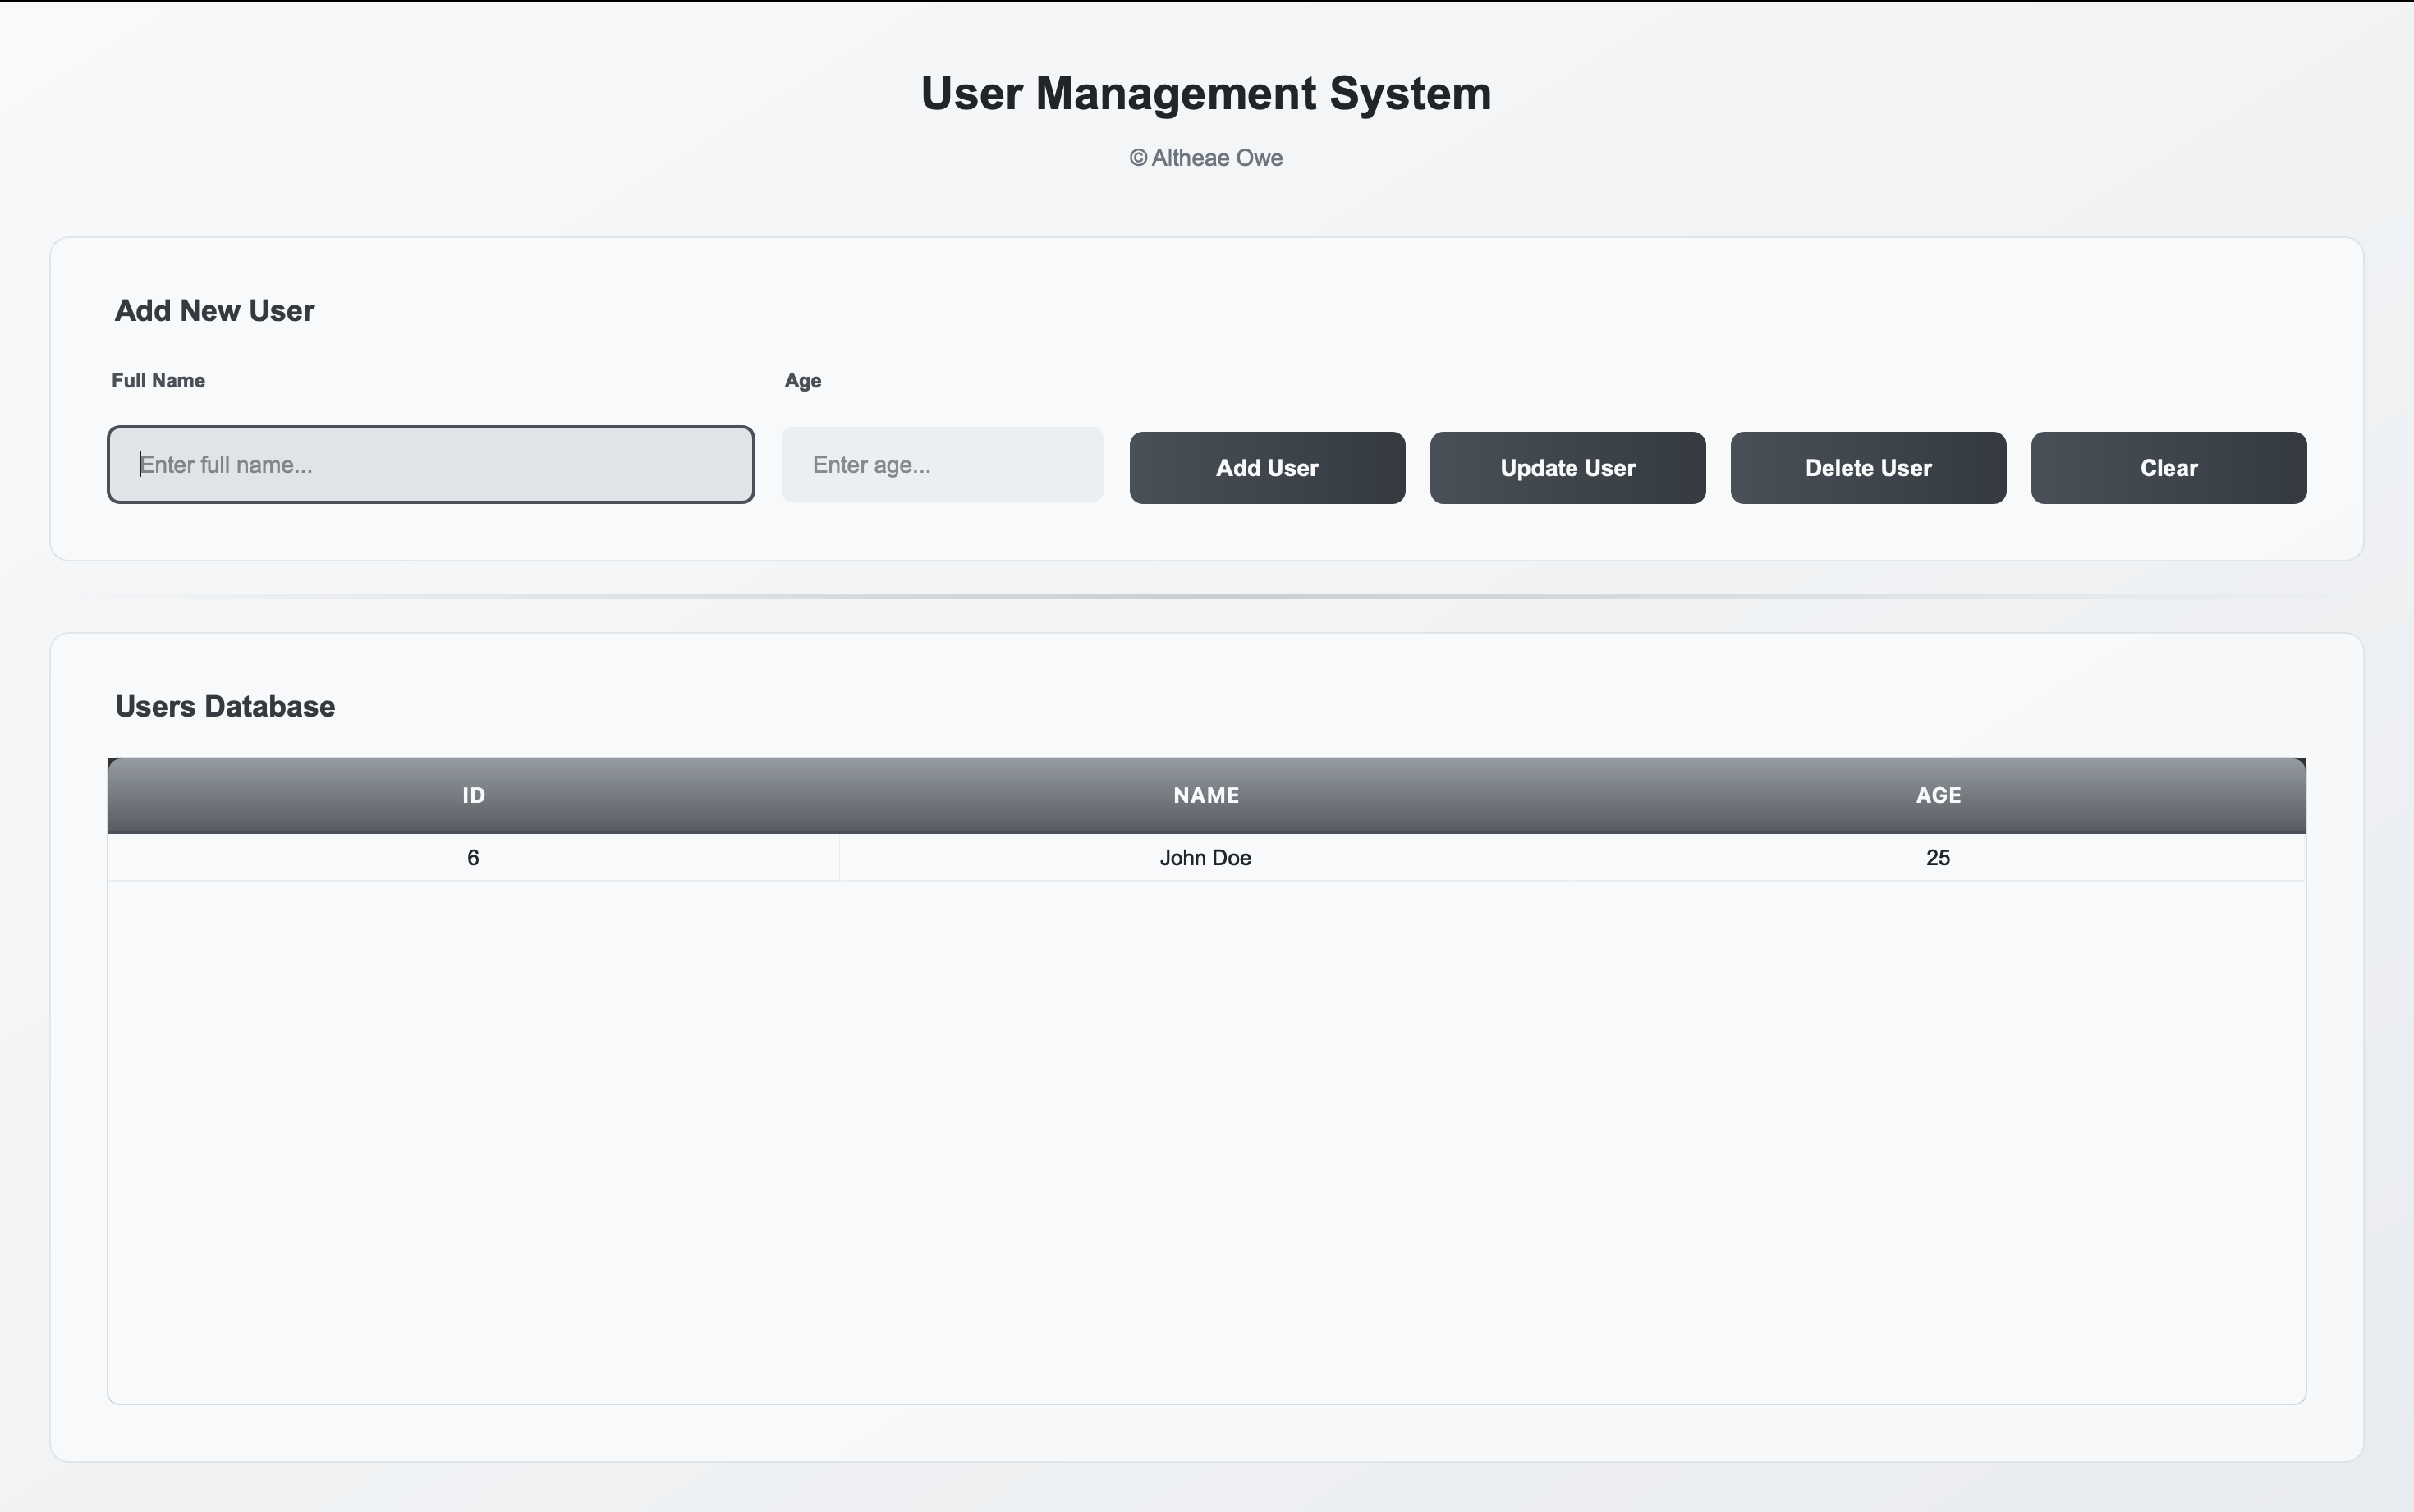 User Management System
© Altheae Owe
Add New User
Full Name Age
Enter full name... Enter age... Add User Update User Delete User Clear
Users Database
ID NAME AGE
6 John Doe 25